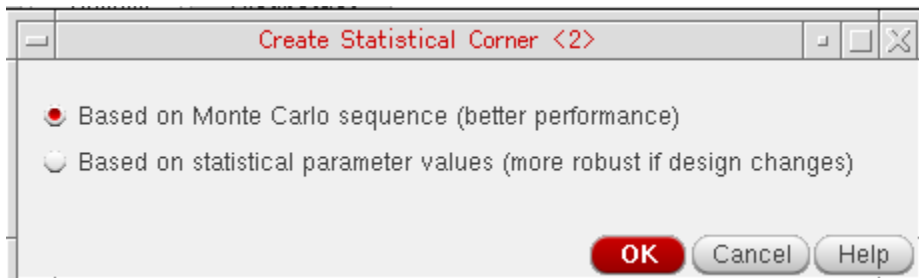 Create Statistical Corner <2>
Based on Monte Carlo sequence (better performance)
Based on statistical parameter values (more robust if design changes)
OK Cancel Help